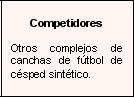 Competidores
Otros complejos de
canchas de fútbol de
césped sintético.